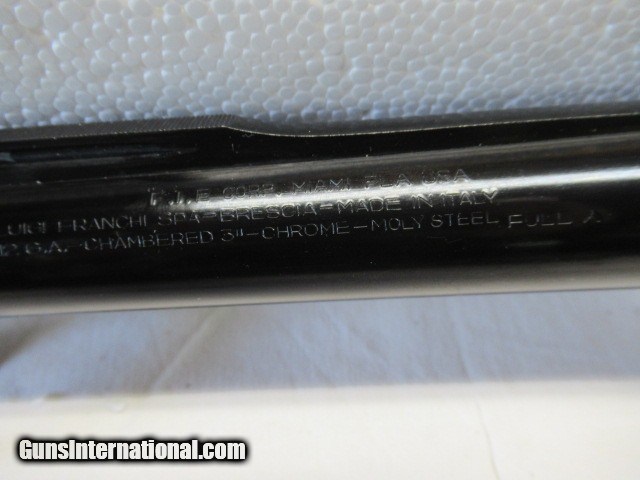 F.I.E CORP. MIAMI FLA USA
LUIGI FRANCHI SPA-BRESCIA-MADE IN ITALY
12 G.A. CHAMBERED 3"-CHROME-MOLY STEEL FULL
GunsInternational.com